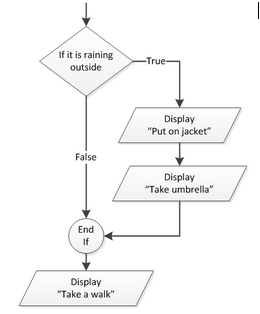 If it is raining
outside
True
Display
"Put on jacket"
Display
"Take umbrella"
False
End
If
Display
"Take a walk"